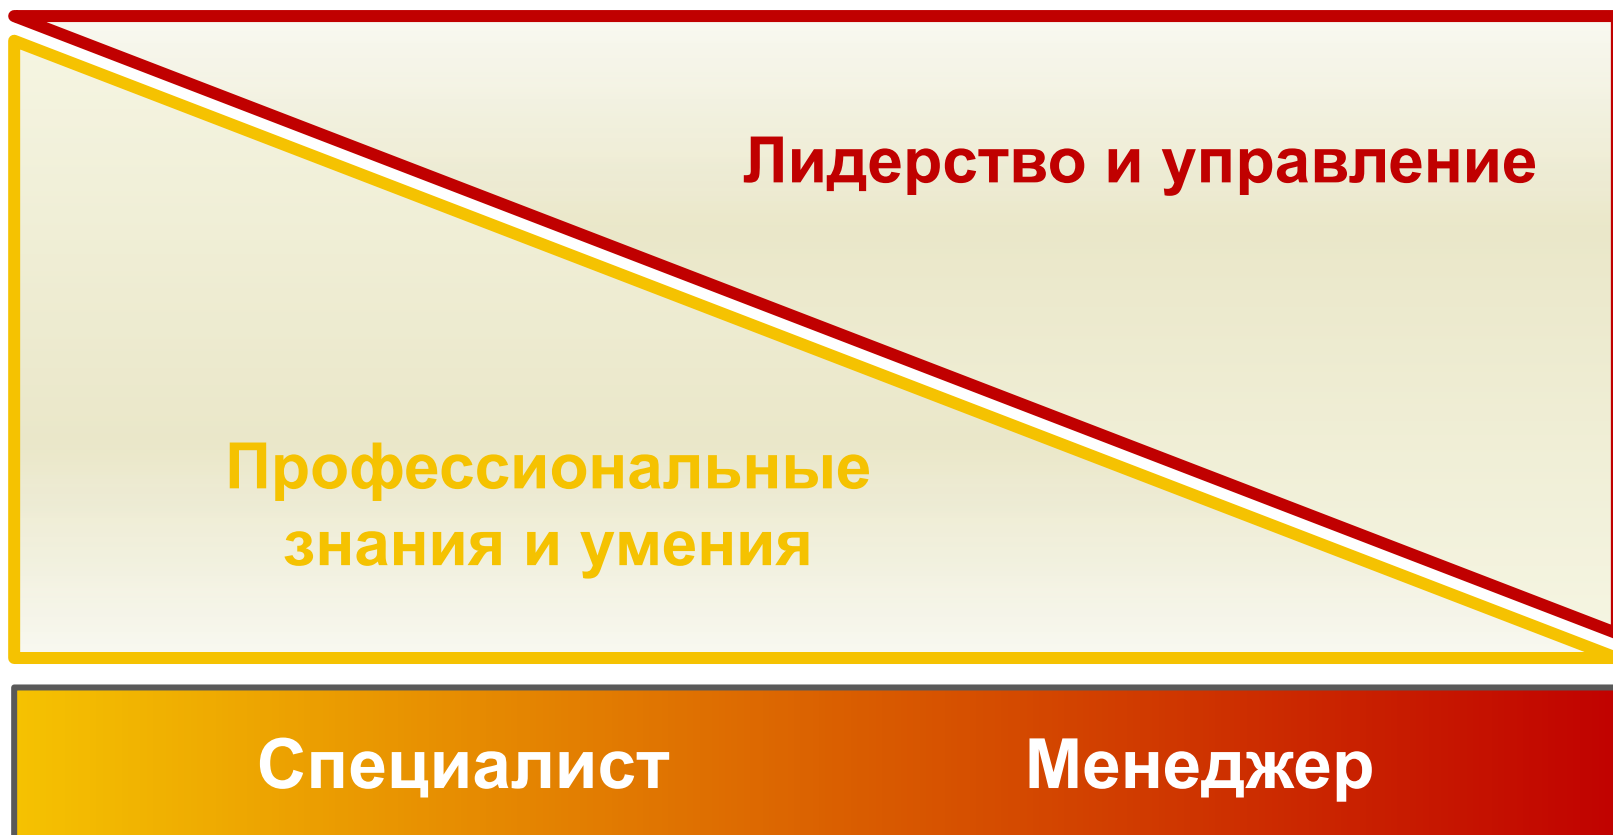 Лидерство и управление
Профессиональные
знания и умения
Специалист
Менеджер